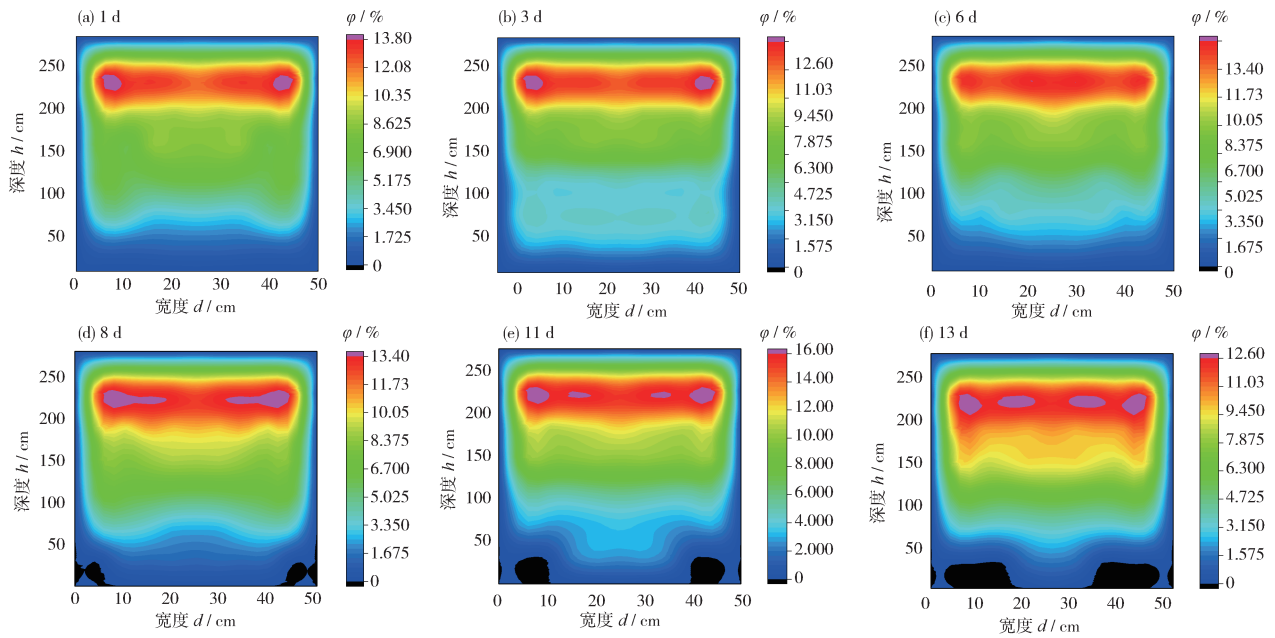 (a) 1 d
φ / %
13.80
12.08
10.35
8.625
6.900
5.175
3.450
1.725
0
250
200
150
100
50
深度 h / cm
0 10 20 30 40 50
宽度 d / cm
(b) 3 d
φ / %
12.60
11.03
9.450
7.875
6.300
4.725
3.150
1.575
0
250
200
150
100
50
深度 h / cm
0 10 20 30 40 50
宽度 d / cm
(c) 6 d
φ / %
13.40
11.73
10.05
8.375
6.700
5.025
3.350
1.675
0
250
200
150
100
50
深度 h / cm
0 10 20 30 40 50
宽度 d / cm
(d) 8 d
φ / %
13.40
11.73
10.05
8.375
6.700
5.025
3.350
1.675
0
250
200
150
100
50
深度 h / cm
0 10 20 30 40 50
宽度 d / cm
(e) 11 d
φ / %
16.00
14.00
12.00
10.00
8.000
6.000
4.000
2.000
0
250
200
150
100
50
深度 h / cm
0 10 20 30 40 50
宽度 d / cm
(f) 13 d
φ / %
12.60
11.03
9.450
7.875
6.300
4.725
3.150
1.575
0
250
200
150
100
50
深度 h / cm
0 10 20 30 40 50
宽度 d / cm